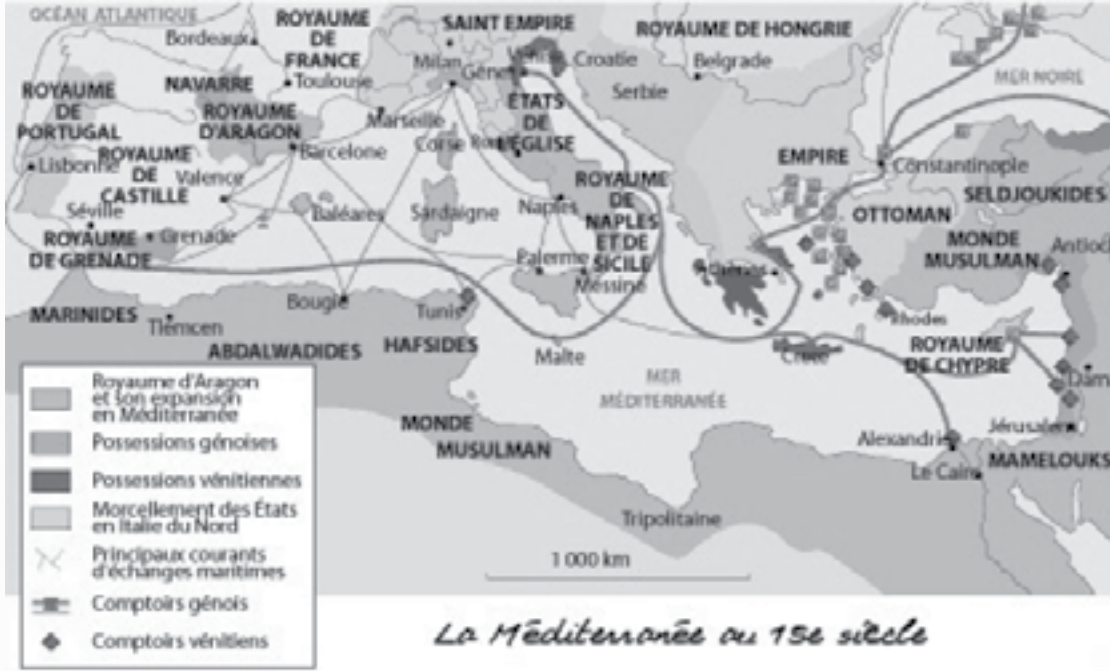 OCÉAN ATLANTIQUE
Bordeaux
ROYAUME
DE
FRANCE
SAINT EMPIRE
ROYAUME DE HONGRIE
Milan
Gênes
Croatie
Belgrade
NAVARRE
Toulouse
Serbie
MER NOIRE
ROYAUME
DE
PORTUGAL
ROYAUME
D'ARAGON
Marseille
ÉTATS
DE
L'ÉGLISE
Corse
Lisbonne
ROYAUME
DE
CASTILLE
Barcelone
Valence
EMPIRE
OTTOMAN
Constantinople
SELDJOUKIDES
Séville
Baléares
Sardaigne
Naples
ROYAUME
DE
NAPLES
ET DE
SICILE
MONDE
MUSULMAN
Antioc
ROYAUME
DE GRENADE
Grenade
Palerme
Messine
Athènes
MARINIDES
Bougie
Tunis
Rhodes
Tlemcen
ABDALWADIDES
HAFSIDES
Malte
Crète
ROYAUME
DE CHYPRE
Dam
MER
MÉDITERRANÉE
MONDE
MUSULMAN
Alexandrie
Jérusalem
Le Caire
MAMELOUKS
Tripolitaine
1 000 km
Royaume d'Aragon
et son expansion
en Méditerranée
Possessions génoises
Possessions vénitiennes
Morcellement des États
en Italie du Nord
Principaux courants
d'échanges maritimes
Comptoirs génois
Comptoirs vénitiens
La Méditerranée au 15e siècle